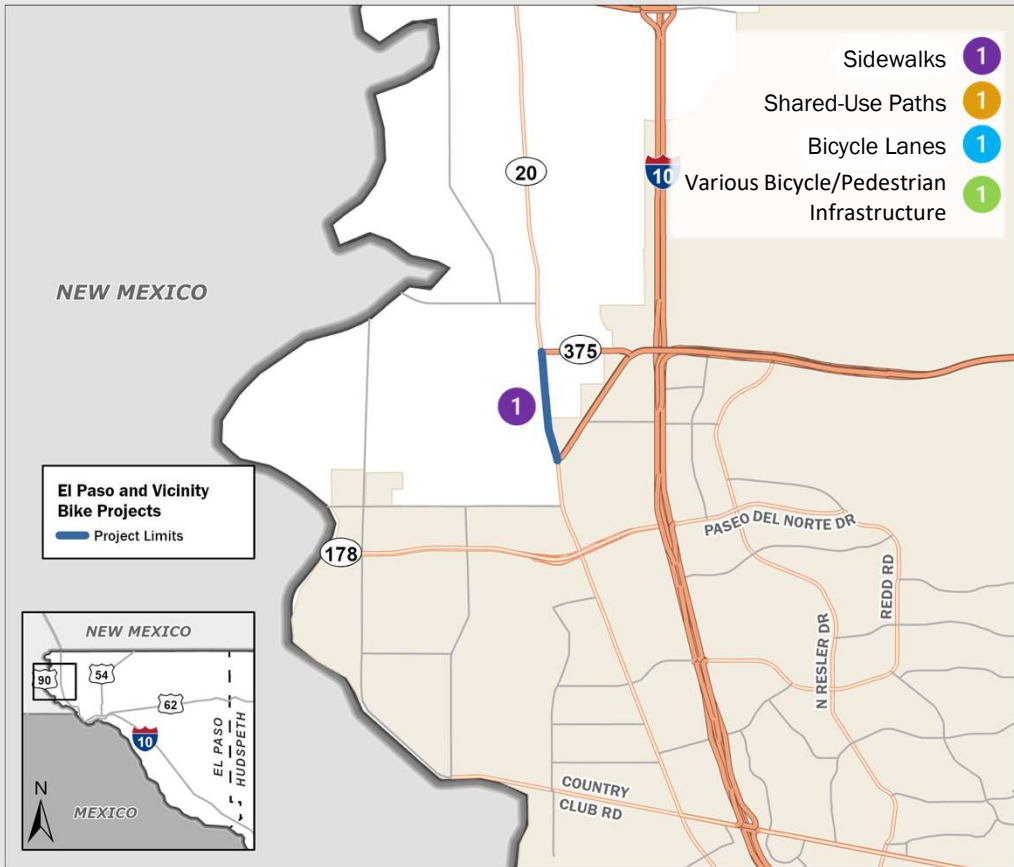 Sidewalks 1
Shared-Use Paths 1
Bicycle Lanes 1
Various Bicycle/Pedestrian
Infrastructure 1
20
10
NEW MEXICO
375
1
El Paso and Vicinity
Bike Projects
Project Limits
178
PASEO DEL NORTE DR
REDD RD
N RESLER DR
COUNTRY
CLUB RD
NEW MEXICO
90
54
62
10
EL PASO
HUDSPETH
MEXICO
N